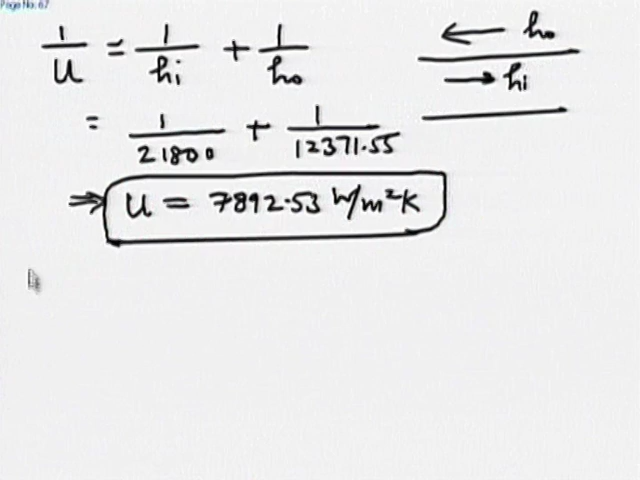 Page No: 67
1/U = 1/hi + 1/ho
← ho
→ hi
= 1/21800 + 1/12371.55
⇒ U = 7892.53 W/m²K